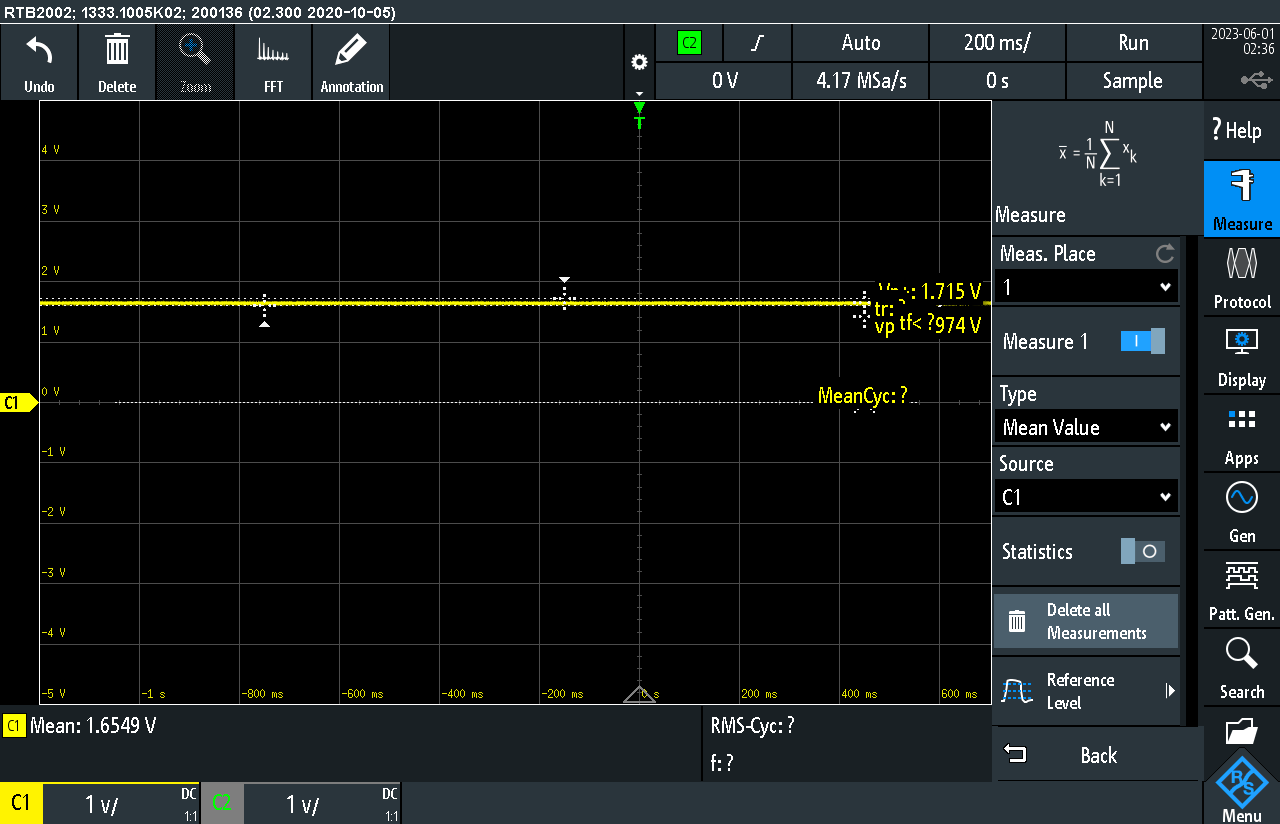 RTB2002; 1333.1005K02; 200136 (02.300 2020-10-05)
Undo
Delete
Zoom
FFT
Annotation
C2
Auto
200 ms/
Run
0 V
4.17 MSa/s
0 s
Sample
2023-06-01
02:36
T
4 V
3 V
2 V
1 V
0 V
-1 V
-2 V
-3 V
-4 V
-5 V
-1 s
-800 ms
-600 ms
-400 ms
-200 ms
0 s
200 ms
400 ms
600 ms
C1
: 1.715 V
tr:
vp
tf< ?
974 V
MeanCyc: ?
x = 1/N N ∑ k=1 xk
Measure
Meas. Place
1
Measure 1
Type
Mean Value
Source
C1
Statistics
Delete all
Measurements
Reference
Level
Back
? Help
Measure
Protocol
Display
Apps
Gen
Patt. Gen.
Search
R&S
Menu
C1 Mean: 1.6549 V
RMS-Cyc: ?
f: ?
C1
1 V/
DC
1:1
C2
1 V/
DC
1:1